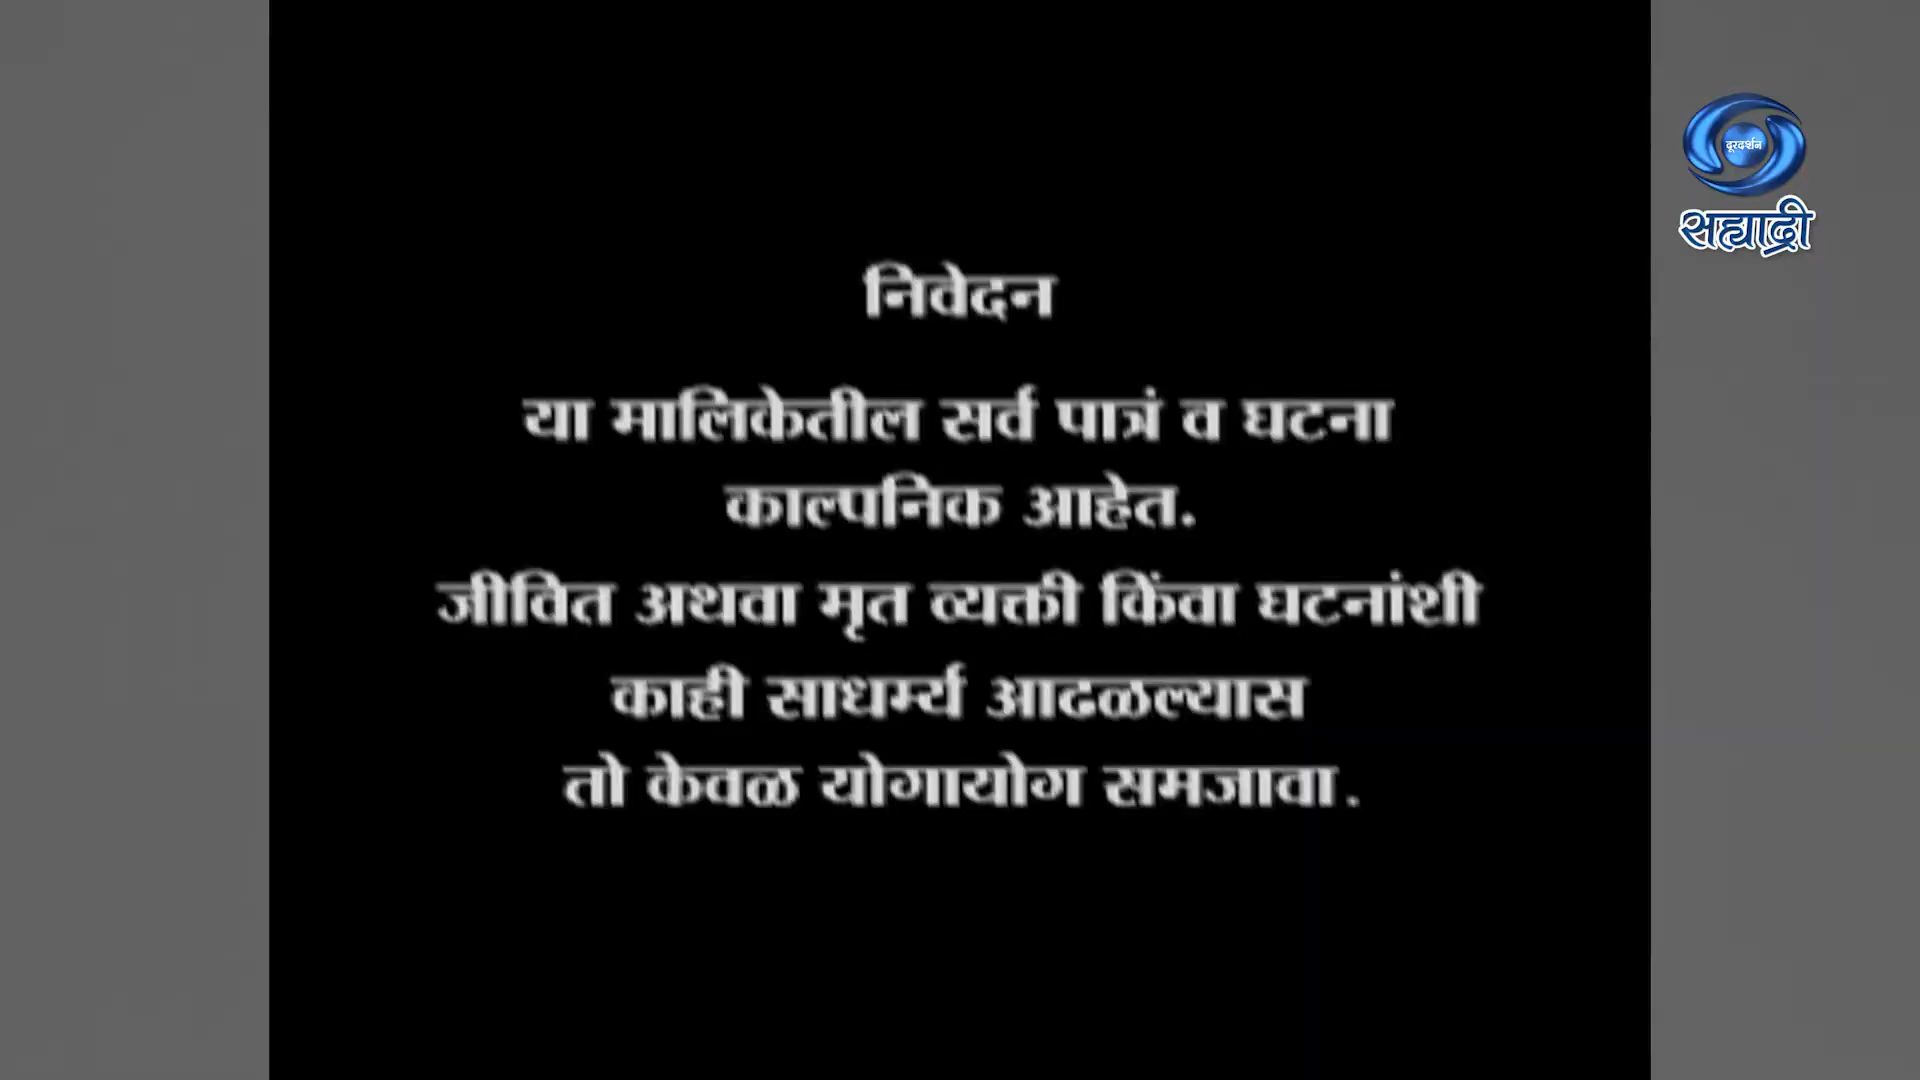 दूरदर्शन
सह्याद्री
निवेदन
या मालिकेतील सर्व पात्रं व घटना
काल्पनिक आहेत.
जीवित अथवा मृत व्यक्ती किंवा घटनांशी
काही साधर्म्य आढळल्यास
तो केवळ योगायोग समजावा.